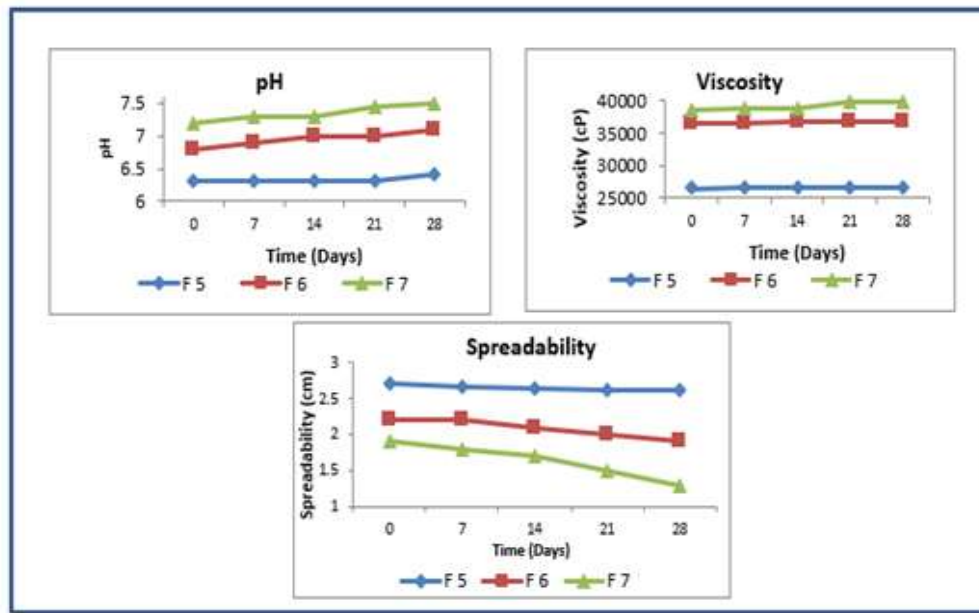 pH
7.5
7
6.5
6
pH
0 7 14 21 28
Time (Days)
F 5 F 6 F 7
Viscosity
40000
35000
30000
25000
Viscosity (cP)
0 7 14 21 28
Time (Days)
F 5 F 6 F 7
Spreadability
3
2.5
2
1.5
1
Spreadability (cm)
0 7 14 21 28
Time (Days)
F 5 F 6 F 7